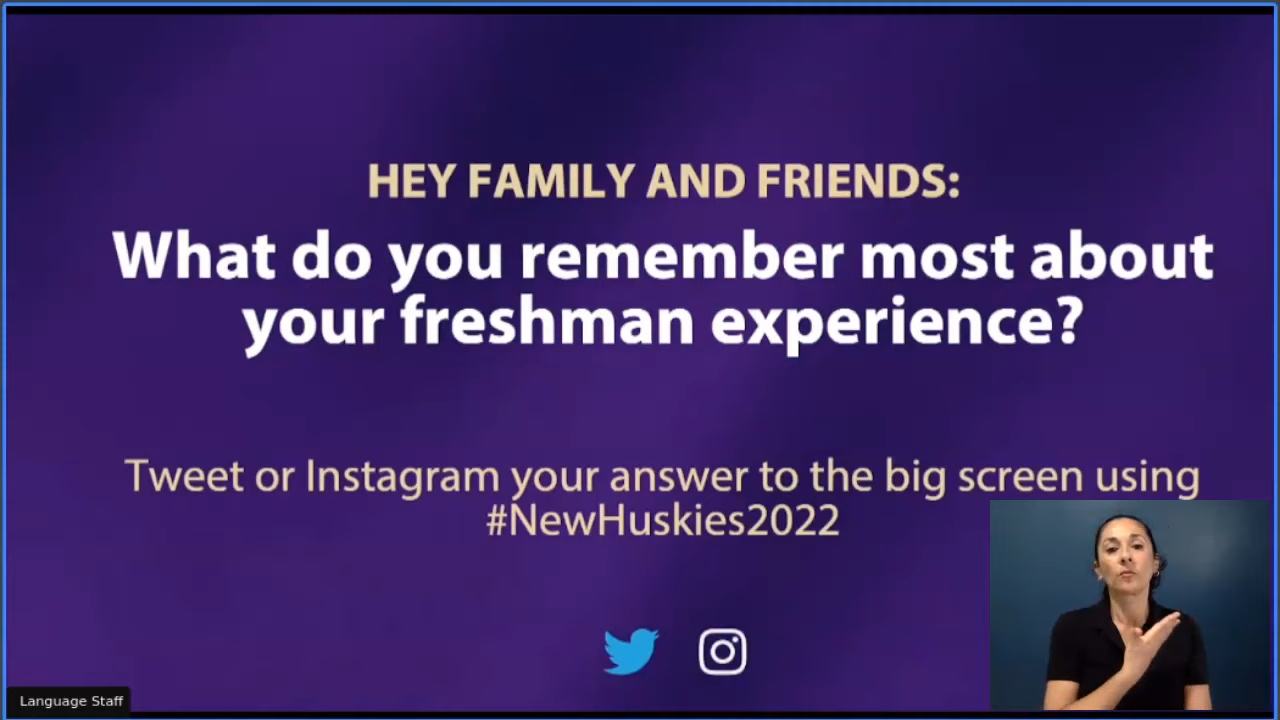 HEY FAMILY AND FRIENDS:
What do you remember most about
your freshman experience?
Tweet or Instagram your answer to the big screen using
#NewHuskies2022
Language Staff